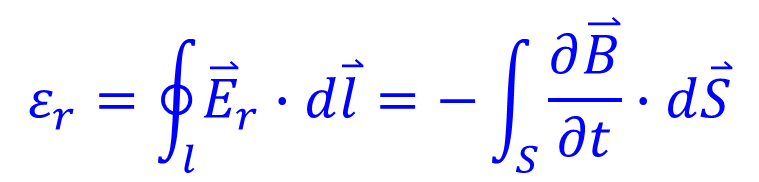 ε_r = ∮_l E⃗_r · dl⃗ = − ∫_S ∂B⃗/∂t · dS⃗